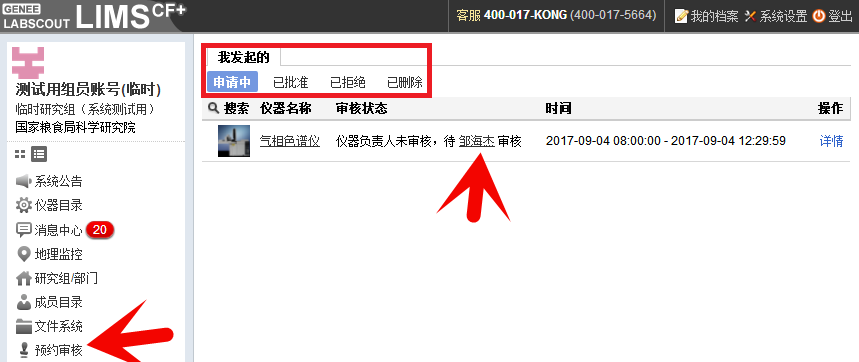 GENEE
LABSCOUT LIMS CF+
客服 400-017-KONG (400-017-5664)
我的档案 系统设置 登出
测试用组员账号(临时)
临时研究组（系统测试用）
国家粮食局科学研究院
系统公告
仪器目录
消息中心 20
地理监控
研究组/部门
成员目录
文件系统
预约审核
我发起的
申请中 已批准 已拒绝 已删除
搜索 仪器名称 审核状态 时间 操作
气相色谱仪 仪器负责人未审核，待 邹海杰 审核 2017-09-04 08:00:00 - 2017-09-04 12:29:59 详情